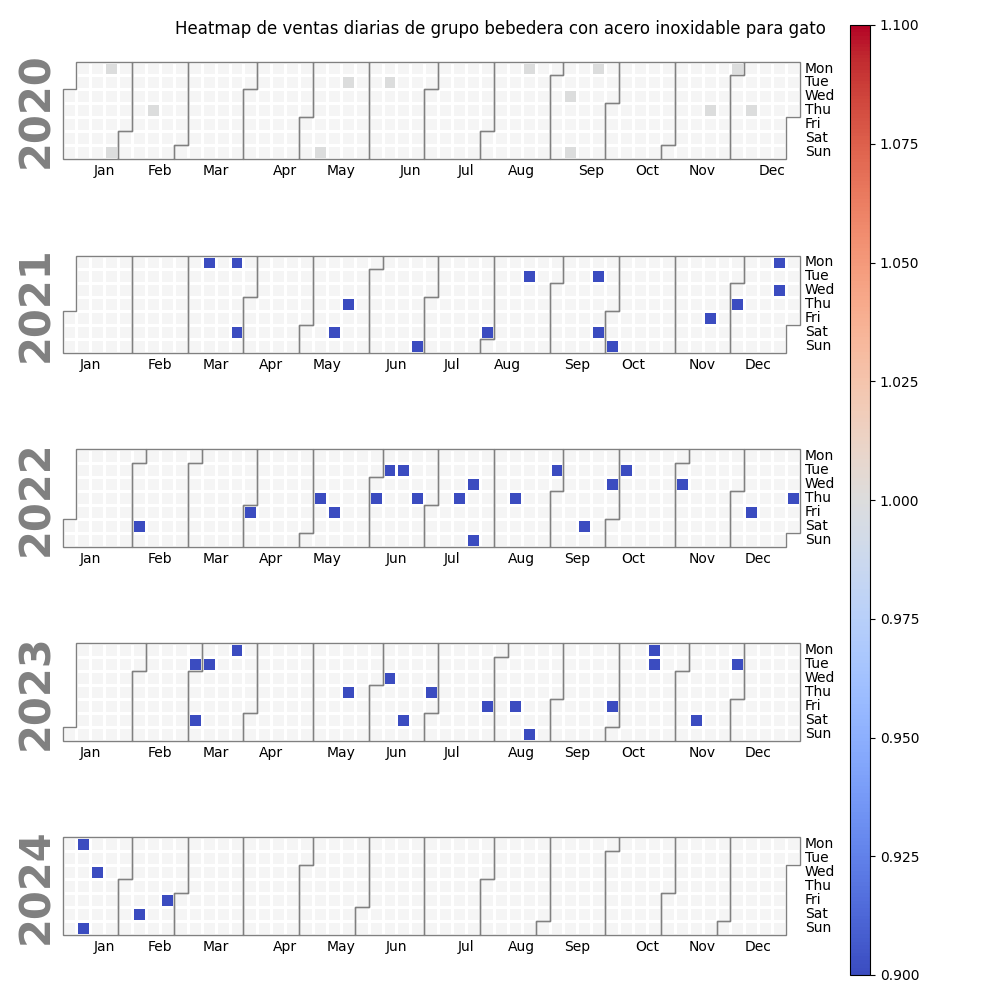 Heatmap de ventas diarias de grupo bebedera con acero inoxidable para gato
2020
Mon
Tue
Wed
Thu
Fri
Sat
Sun
Jan Feb Mar Apr May Jun Jul Aug Sep Oct Nov Dec
2021
Mon
Tue
Wed
Thu
Fri
Sat
Sun
Jan Feb Mar Apr May Jun Jul Aug Sep Oct Nov Dec
2022
Mon
Tue
Wed
Thu
Fri
Sat
Sun
Jan Feb Mar Apr May Jun Jul Aug Sep Oct Nov Dec
2023
Mon
Tue
Wed
Thu
Fri
Sat
Sun
Jan Feb Mar Apr May Jun Jul Aug Sep Oct Nov Dec
2024
Mon
Tue
Wed
Thu
Fri
Sat
Sun
Jan Feb Mar Apr May Jun Jul Aug Sep Oct Nov Dec
1.100
1.075
1.050
1.025
1.000
0.975
0.950
0.925
0.900